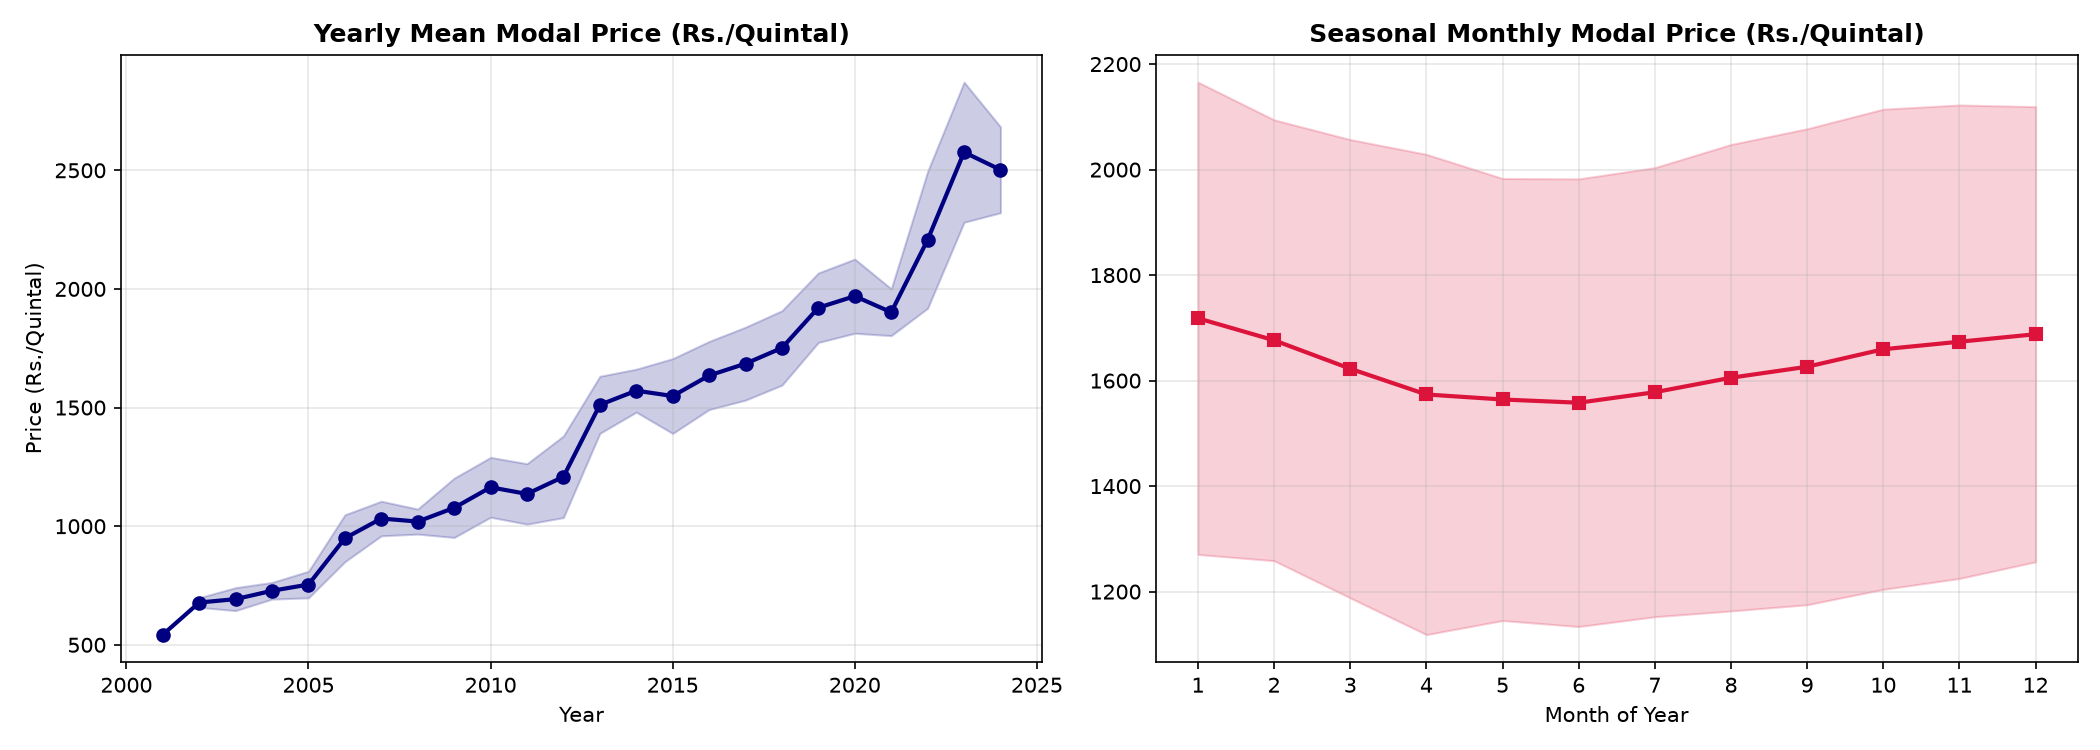 Yearly Mean Modal Price (Rs./Quintal)
Price (Rs./Quintal)
2500
2000
1500
1000
500
2000 2005 2010 2015 2020 2025
Year
Seasonal Monthly Modal Price (Rs./Quintal)
2200
2000
1800
1600
1400
1200
1 2 3 4 5 6 7 8 9 10 11 12
Month of Year